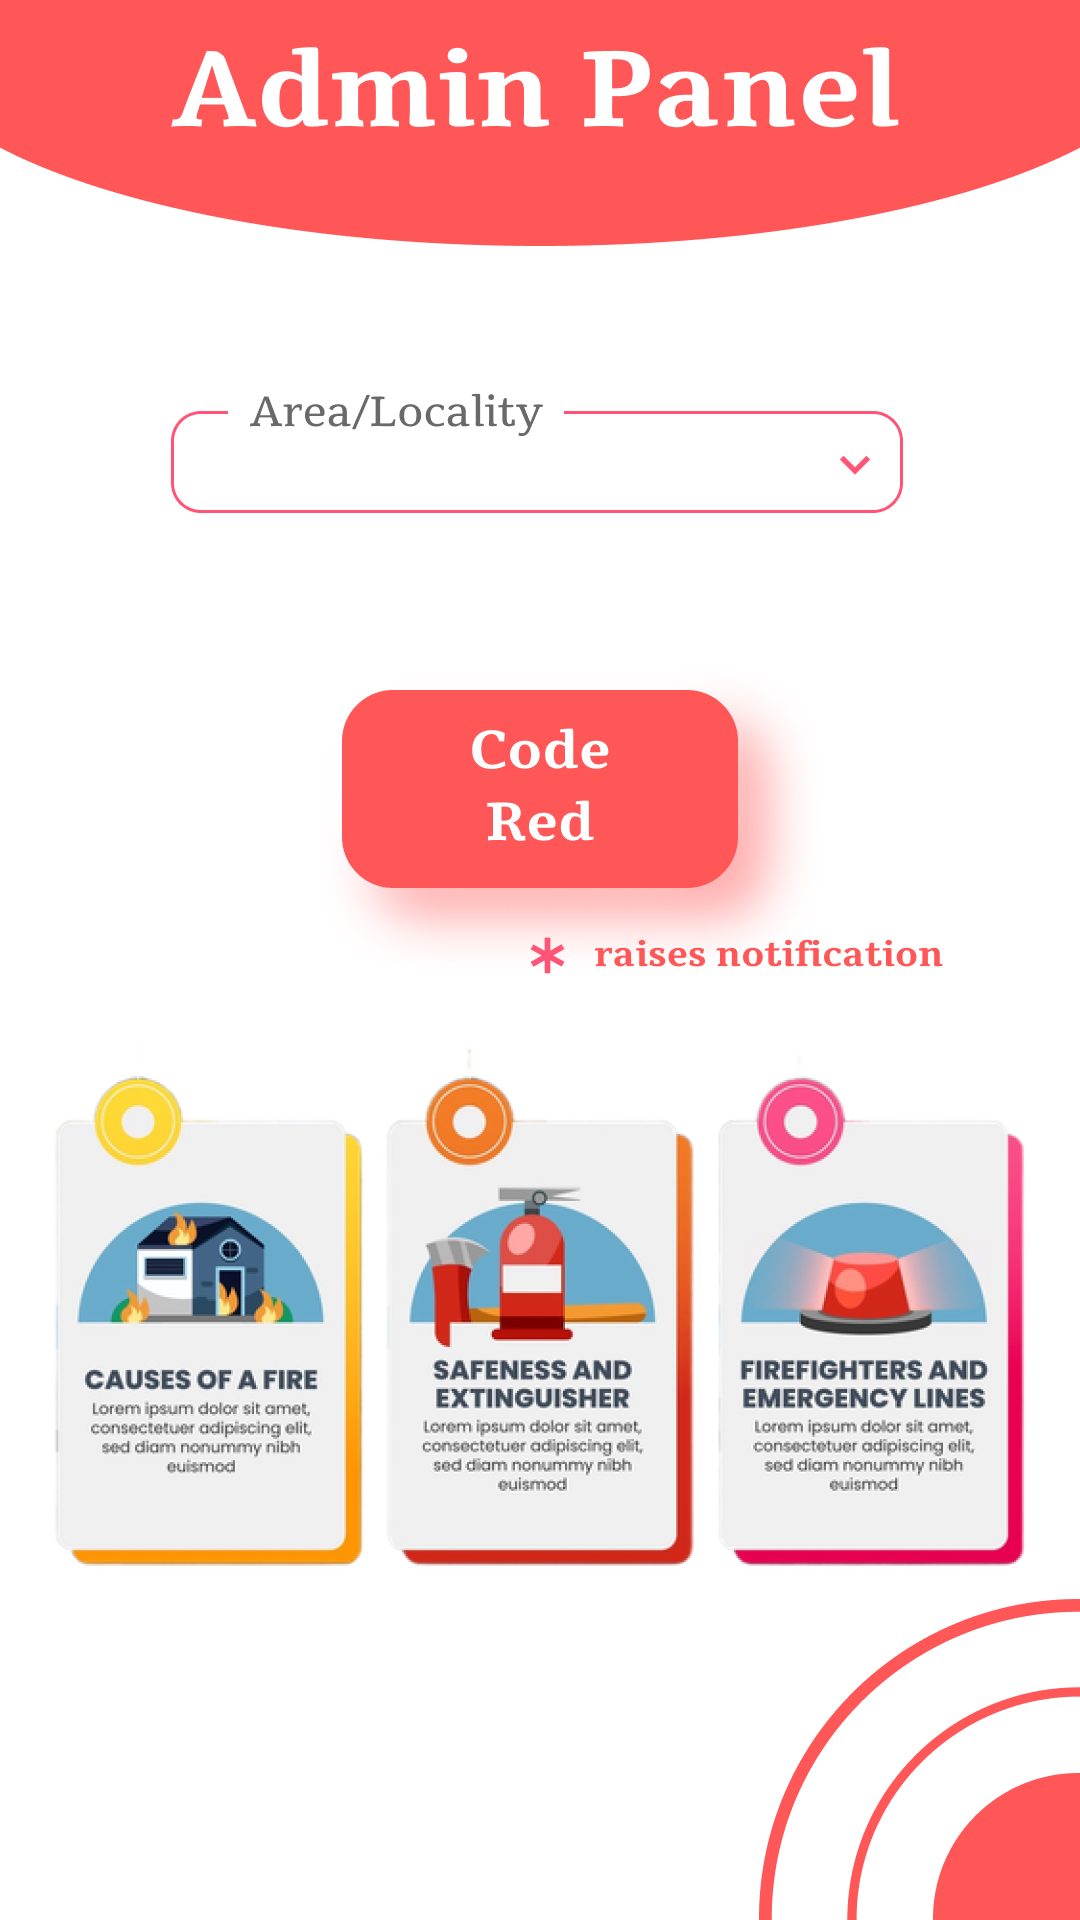 Admin Panel
Area/Locality
Code
Red
* raises notification
CAUSES OF A FIRE
Lorem ipsum dolor sit amet,
consectetuer adipiscing elit,
sed diam nonummy nibh
euismod
SAFENESS AND
EXTINGUISHER
Lorem ipsum dolor sit amet,
consectetuer adipiscing elit,
sed diam nonummy nibh
euismod
FIREFIGHTERS AND
EMERGENCY LINES
Lorem ipsum dolor sit amet,
consectetuer adipiscing elit,
sed diam nonummy nibh
euismod